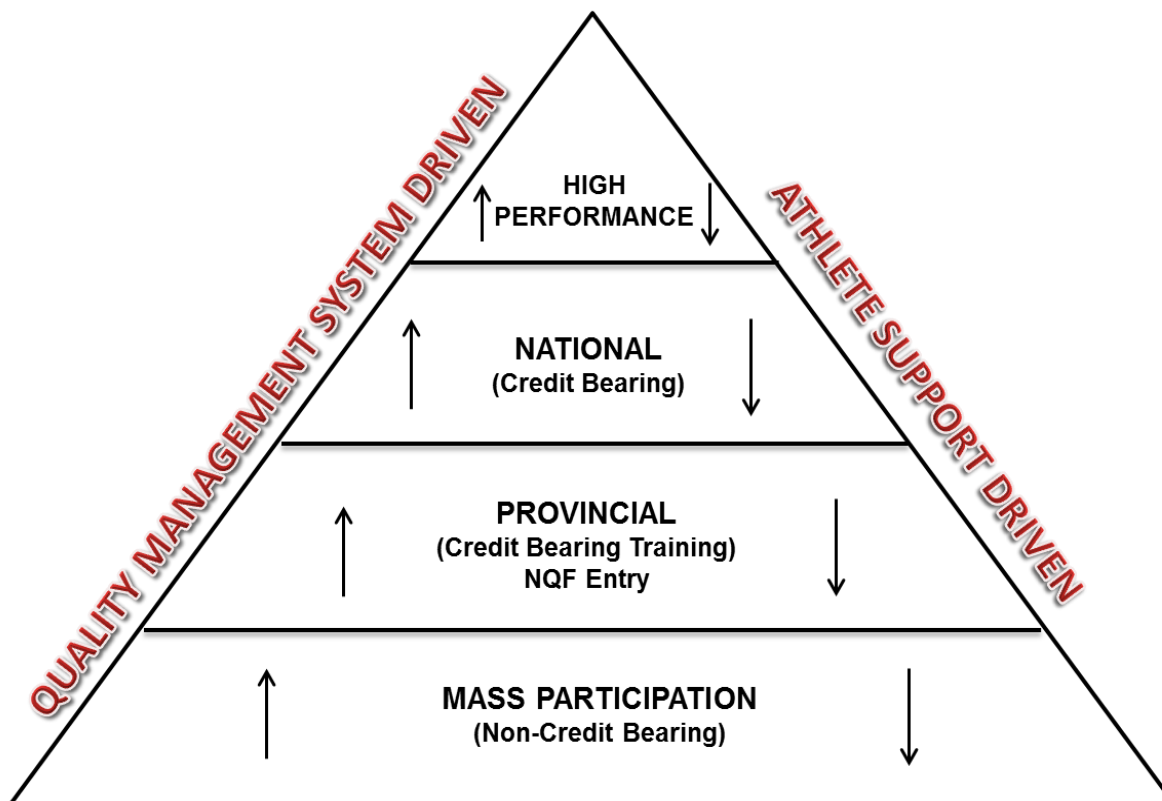 QUALITY MANAGEMENT SYSTEM DRIVEN
ATHLETE SUPPORT DRIVEN
HIGH
PERFORMANCE
NATIONAL
(Credit Bearing)
PROVINCIAL
(Credit Bearing Training)
NQF Entry
MASS PARTICIPATION
(Non-Credit Bearing)